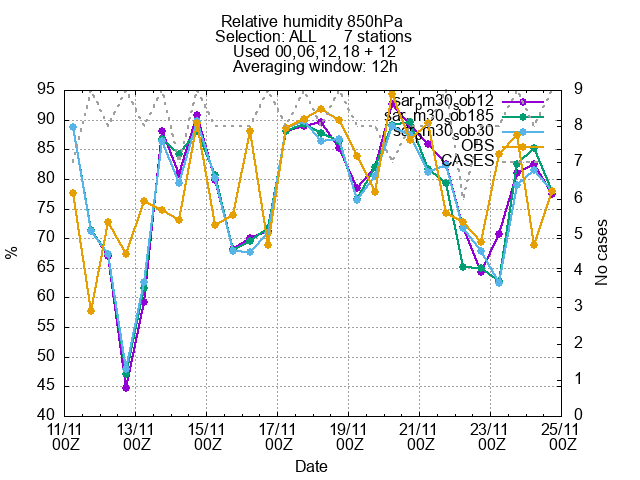 Relative humidity 850hPa
Selection: ALL 7 stations
Used 00,06,12,18 + 12
Averaging window: 12h
sar_pm30_sob12
sar_pm30_sob185
sar_pm30_sob30
OBS
CASES
95
90
85
80
75
70
65
60
55
50
45
40
%
9
8
7
6
5
4
3
2
1
0
No cases
11/11 13/11 15/11 17/11 19/11 21/11 23/11 25/11
00Z 00Z 00Z 00Z 00Z 00Z 00Z 00Z
Date